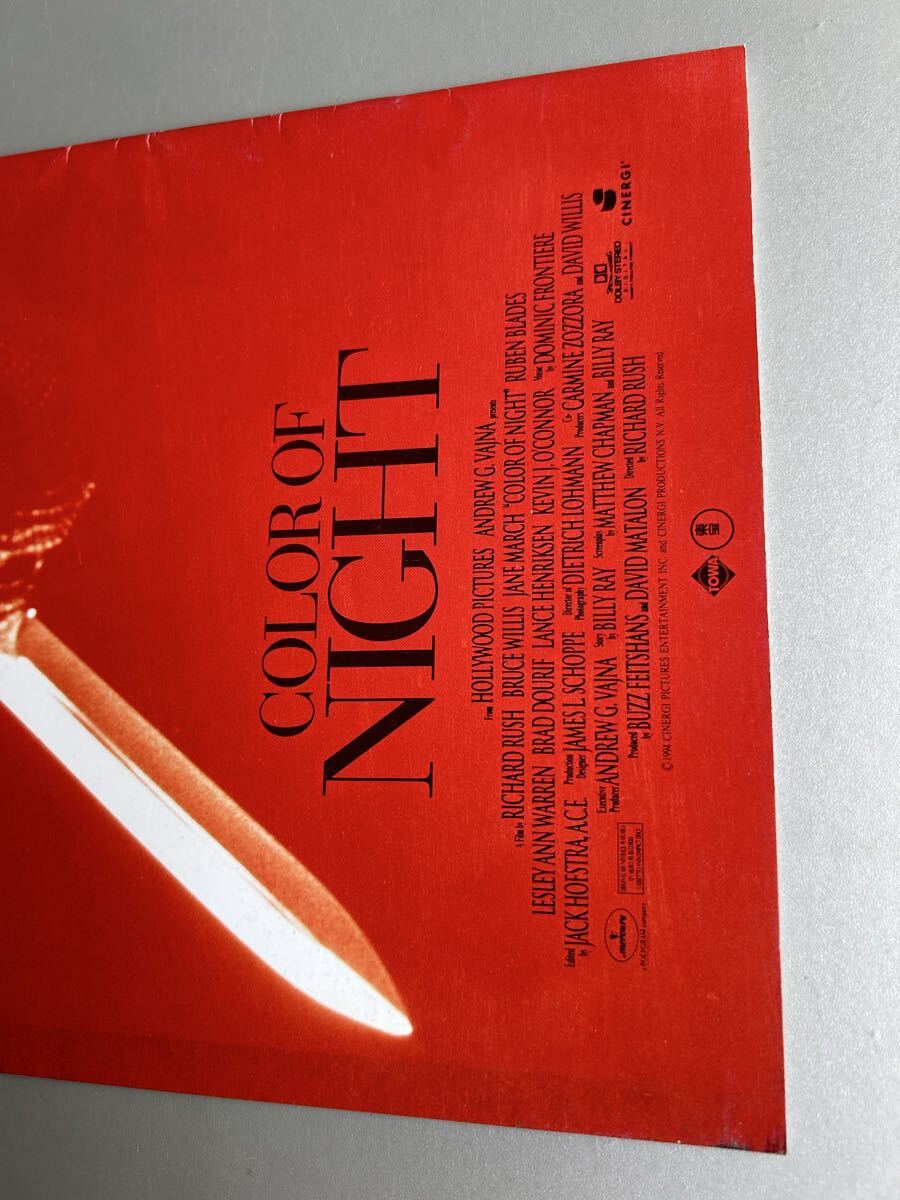 COLOR OF
NIGHT
From HOLLYWOOD PICTURES ANDREW G. VAJNA presents
A Film by RICHARD RUSH BRUCE WILLIS JANE MARCH "COLOR OF NIGHT" RUBEN BLADES
LESLEY ANN WARREN BRAD DOURIF LANCE HENRIKSEN KEVIN J. O'CONNOR Music by DOMINIC FRONTIERE
Edited by JACK HOFSTRA, A.C.E. Production Designer JAMES L. SCHOPPE Director of Photography DIETRICH LOHMANN Co-Producers CARMINE ZOZZORA and DAVID WILLIS
Executive Producer ANDREW G. VAJNA Story by BILLY RAY Screenplay by MATTHEW CHAPMAN and BILLY RAY
Produced by BUZZ FEITSHANS and DAVID MATALON Directed by RICHARD RUSH
© 1994 CINERGI PICTURES ENTERTAINMENT INC. and CINERGI PRODUCTIONS N.V. All Rights Reserved.
mercury
a POLYGRAM company
DOLBY STEREO
DIGITAL
CINERGI
TOWA
東宝